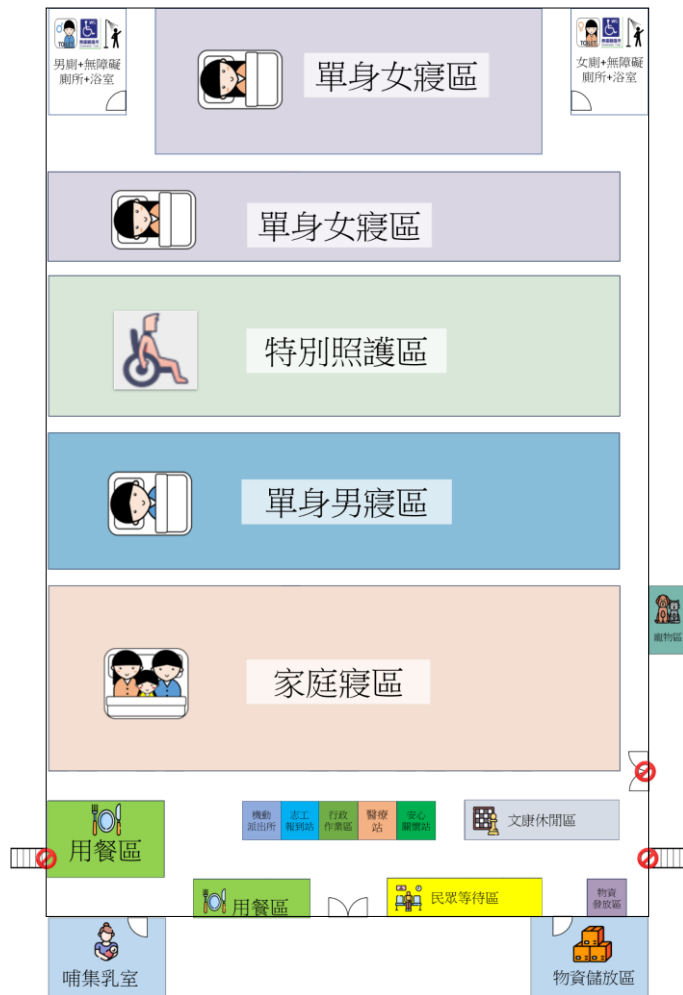 TOILET
男廁+無障礙
廁所+浴室
單身女寢區
TOILET
女廁+無障礙
廁所+浴室
單身女寢區
特別照護區
單身男寢區
寵物區
家庭寢區
用餐區
機動
派出所
志工
報到站
行政
作業區
醫療
站
安心
關懷站
文康休閒區
用餐區
民眾等待區
物資
發放區
哺集乳室
物資儲放區